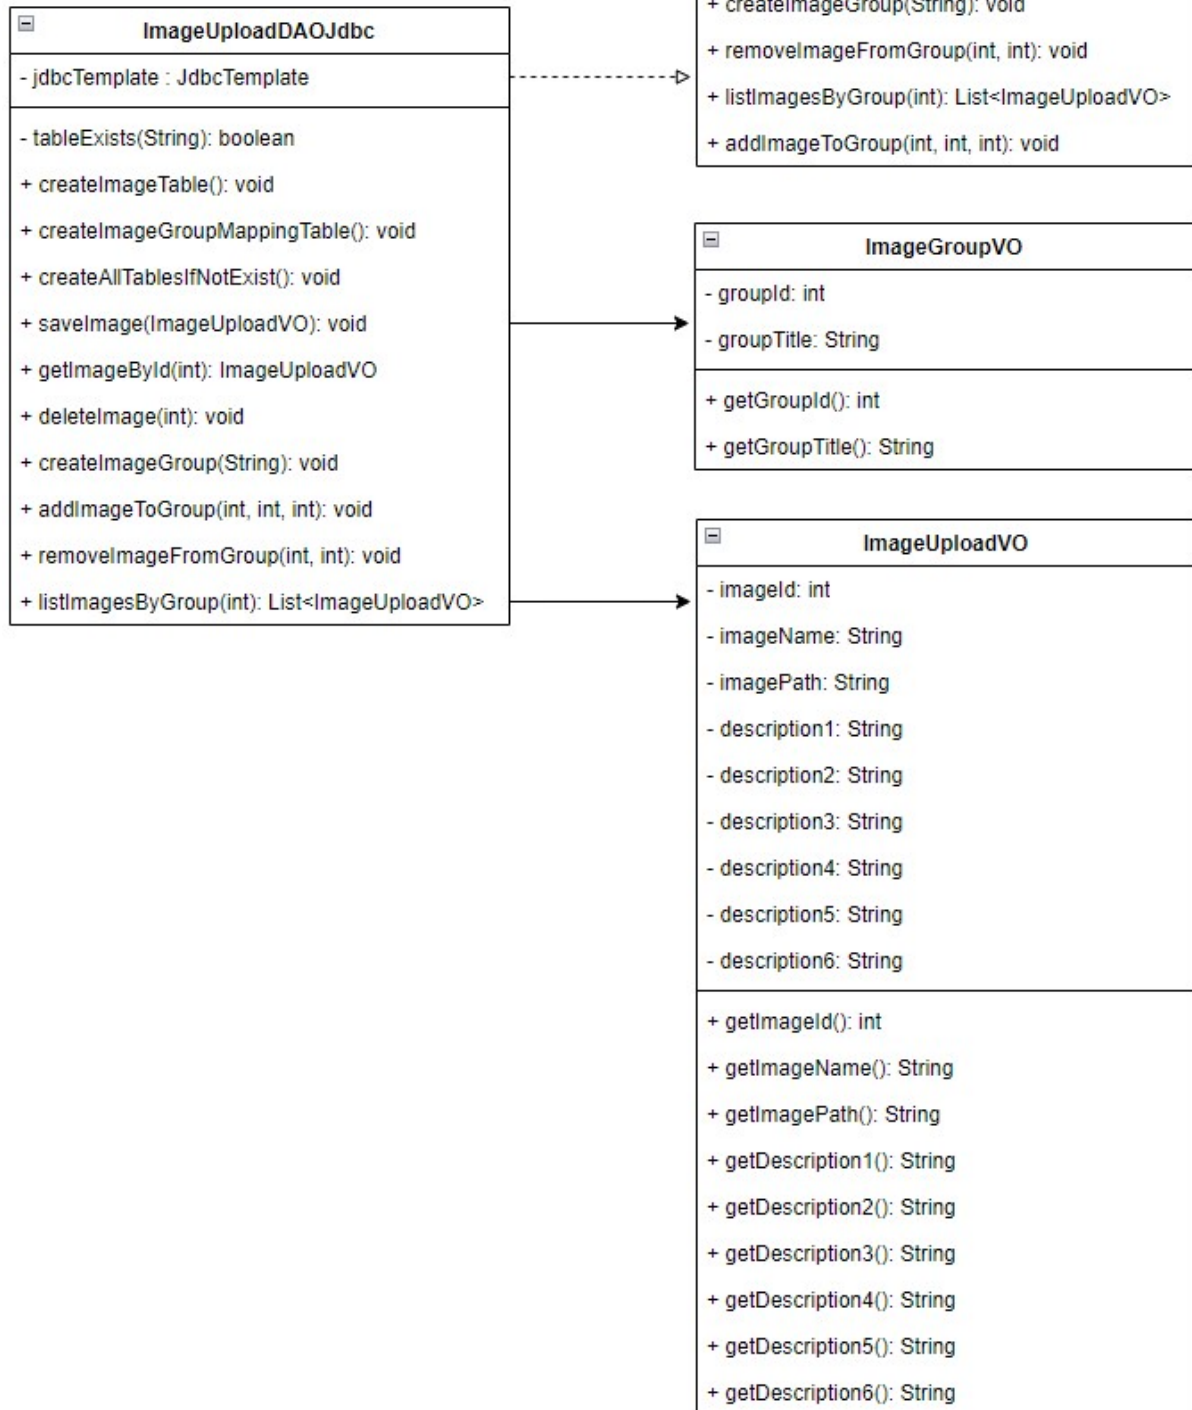 ImageUploadDAOJdbc
- jdbcTemplate : JdbcTemplate
- tableExists(String): boolean
+ createImageTable(): void
+ createImageGroupMappingTable(): void
+ createAllTablesIfNotExist(): void
+ saveImage(ImageUploadVO): void
+ getImageById(int): ImageUploadVO
+ deleteImage(int): void
+ createImageGroup(String): void
+ addImageToGroup(int, int, int): void
+ removeImageFromGroup(int, int): void
+ listImagesByGroup(int): List<ImageUploadVO>
+ createImageGroup(String): void
+ removeImageFromGroup(int, int): void
+ listImagesByGroup(int): List<ImageUploadVO>
+ addImageToGroup(int, int, int): void
ImageGroupVO
- groupId: int
- groupTitle: String
+ getGroupId(): int
+ getGroupTitle(): String
ImageUploadVO
- imageId: int
- imageName: String
- imagePath: String
- description1: String
- description2: String
- description3: String
- description4: String
- description5: String
- description6: String
+ getImageId(): int
+ getImageName(): String
+ getImagePath(): String
+ getDescription1(): String
+ getDescription2(): String
+ getDescription3(): String
+ getDescription4(): String
+ getDescription5(): String
+ getDescription6(): String